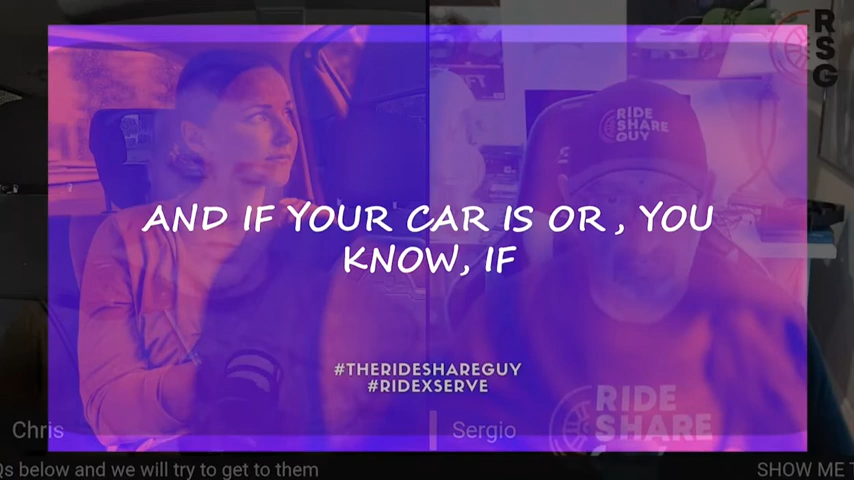 RSG
RIDE
SHARE
GUY
AND IF YOUR CAR IS OR , YOU
KNOW, IF
#THERIDESHAREGUY
#RIDEXSERVE
RIDE
SHARE
Chris
Sergio
Qs below and we will try to get to them
SHOW ME T